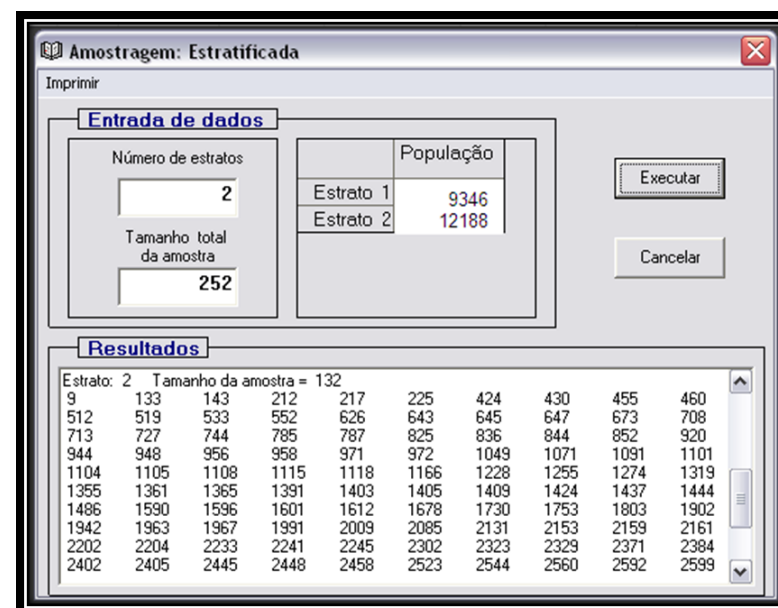 Amostragem: Estratificada
Imprimir
Entrada de dados
Número de estratos
2
Tamanho total
da amostra
252
População
Estrato 1 9346
Estrato 2 12188
Executar
Cancelar
Resultados
Estrato: 2 Tamanho da amostra = 132
9 133 143 212 217 225 424 430 455 460
512 519 533 552 626 643 645 647 673 708
713 727 744 785 787 825 836 844 852 920
944 948 956 958 971 972 1049 1071 1091 1101
1104 1105 1108 1115 1118 1166 1228 1255 1274 1319
1355 1361 1365 1391 1403 1405 1409 1424 1437 1444
1486 1590 1596 1601 1612 1678 1730 1753 1803 1902
1942 1963 1967 1991 2009 2085 2131 2153 2159 2161
2202 2204 2233 2241 2245 2302 2323 2329 2371 2384
2402 2405 2445 2448 2458 2523 2544 2560 2592 2599